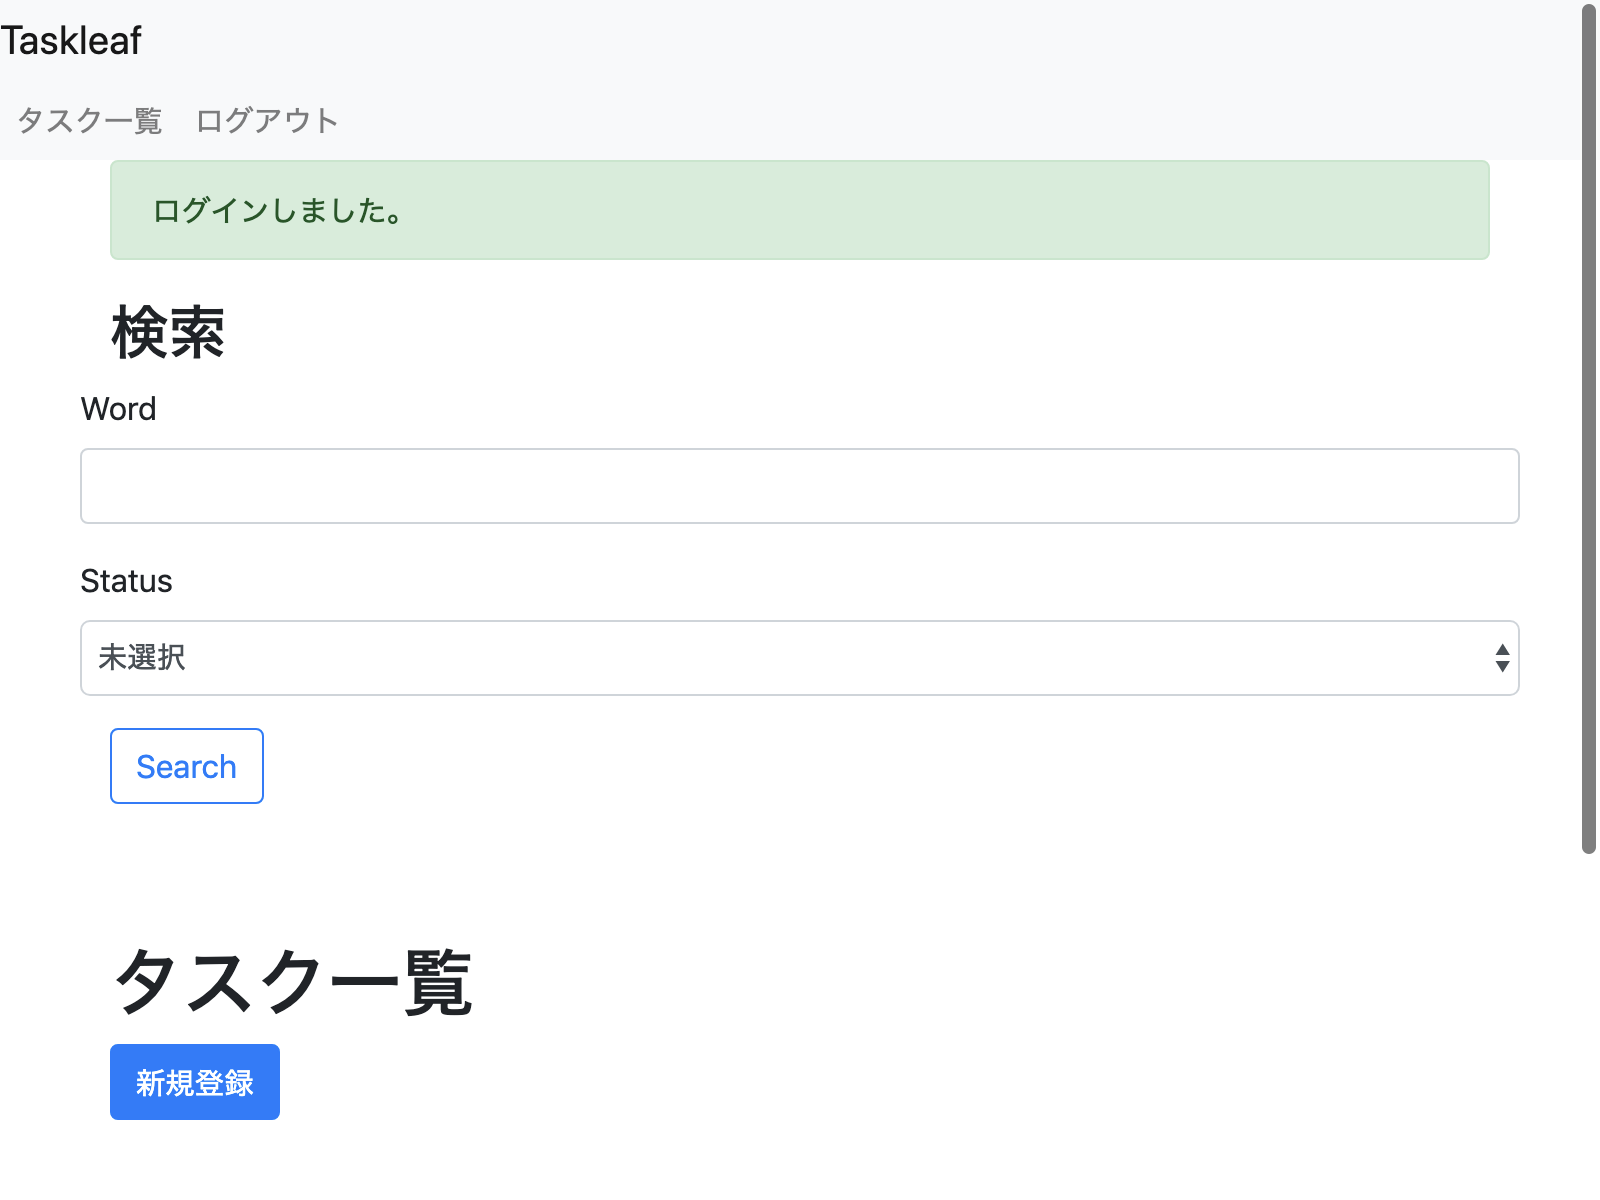 Taskleaf
タスク一覧 ログアウト
ログインしました。
検索
Word
Status
未選択
Search
タスク一覧
新規登録